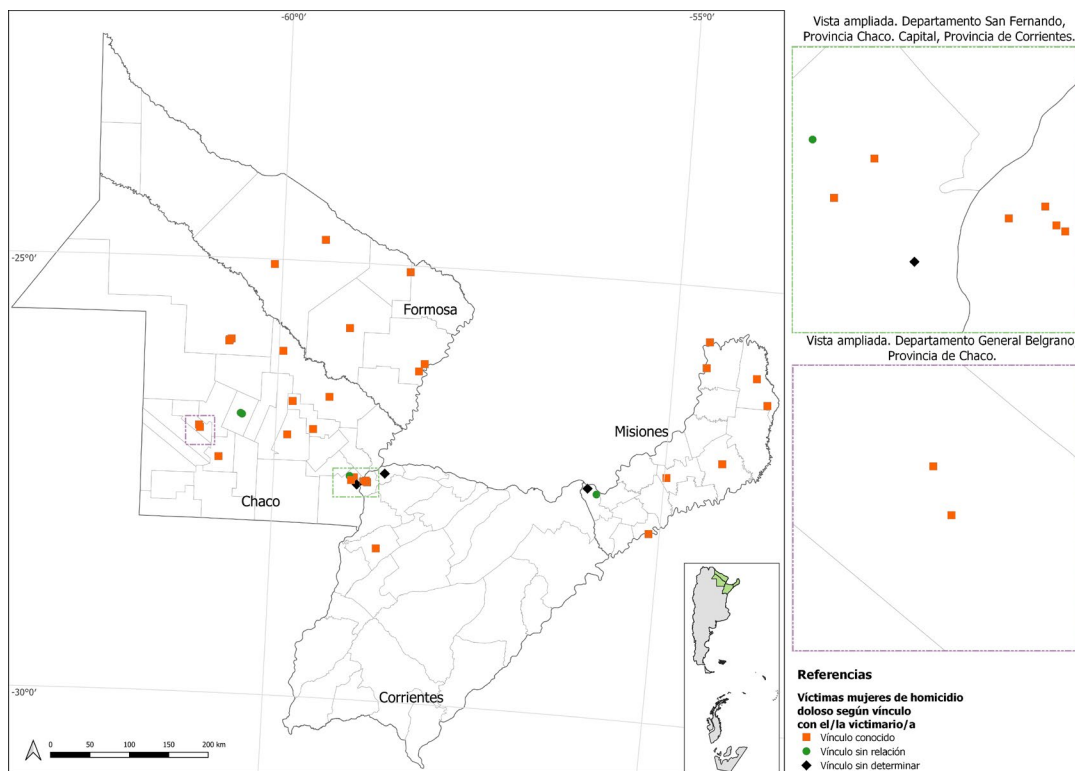 -60°0'
-55°0'
-25°0'
-30°0'
Formosa
Misiones
Chaco
Corrientes
0 50 100 150 200 km
Vista ampliada. Departamento San Fernando,
Provincia Chaco. Capital, Provincia de Corrientes.
Vista ampliada. Departamento General Belgrano,
Provincia de Chaco.
Referencias
Víctimas mujeres de homicidio
doloso según vínculo
con el/la victimario/a
Vínculo conocido
Vínculo sin relación
Vínculo sin determinar